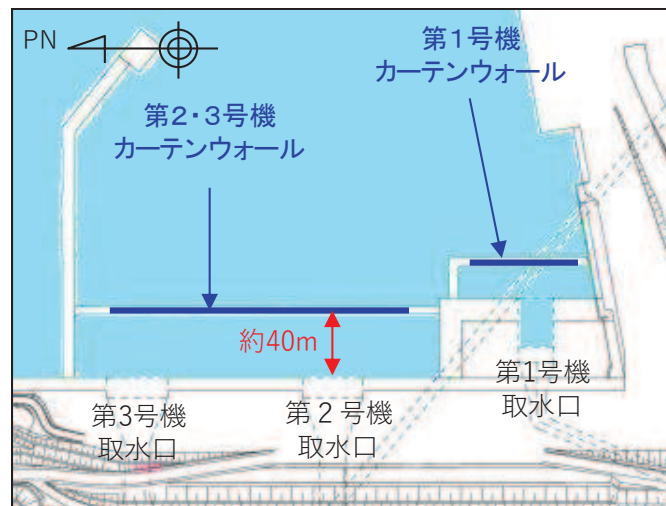 PN
第1号機
カーテンウォール
第2・3号機
カーテンウォール
約40m
第3号機
取水口
第２号機
取水口
第1号機
取水口